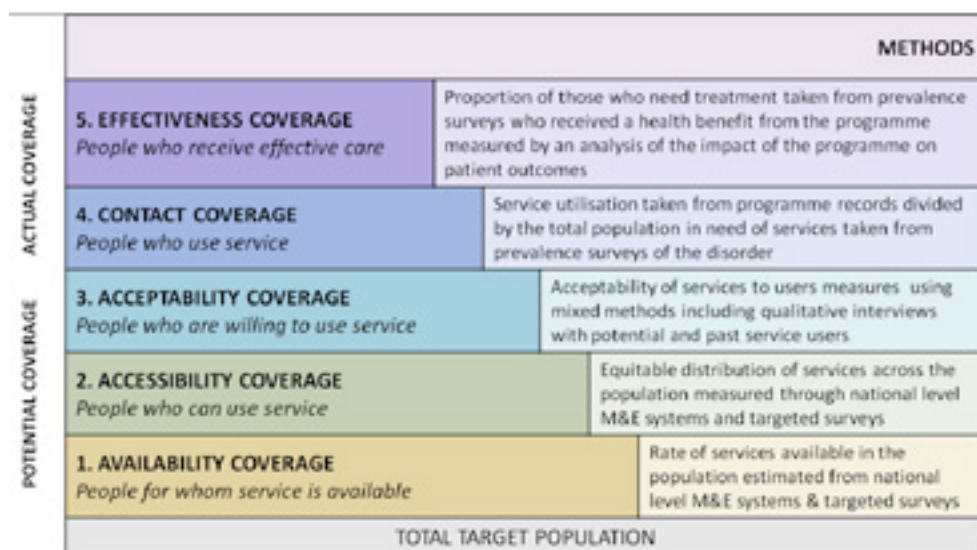 METHODS
ACTUAL COVERAGE
5. EFFECTIVENESS COVERAGE
People who receive effective care
Proportion of those who need treatment taken from prevalence
surveys who received a health benefit from the programme
measured by an analysis of the impact of the programme on
patient outcomes
4. CONTACT COVERAGE
People who use service
Service utilisation taken from programme records divided
by the total population in need of services taken from
prevalence surveys of the disorder
POTENTIAL COVERAGE
3. ACCEPTABILITY COVERAGE
People who are willing to use service
Acceptability of services to users measures using
mixed methods including qualitative interviews
with potential and past service users
2. ACCESSIBILITY COVERAGE
People who can use service
Equitable distribution of services across the
population measured through national level
M&E systems and targeted surveys
1. AVAILABILITY COVERAGE
People for whom service is available
Rate of services available in the
population estimated from national
level M&E systems & targeted surveys
TOTAL TARGET POPULATION